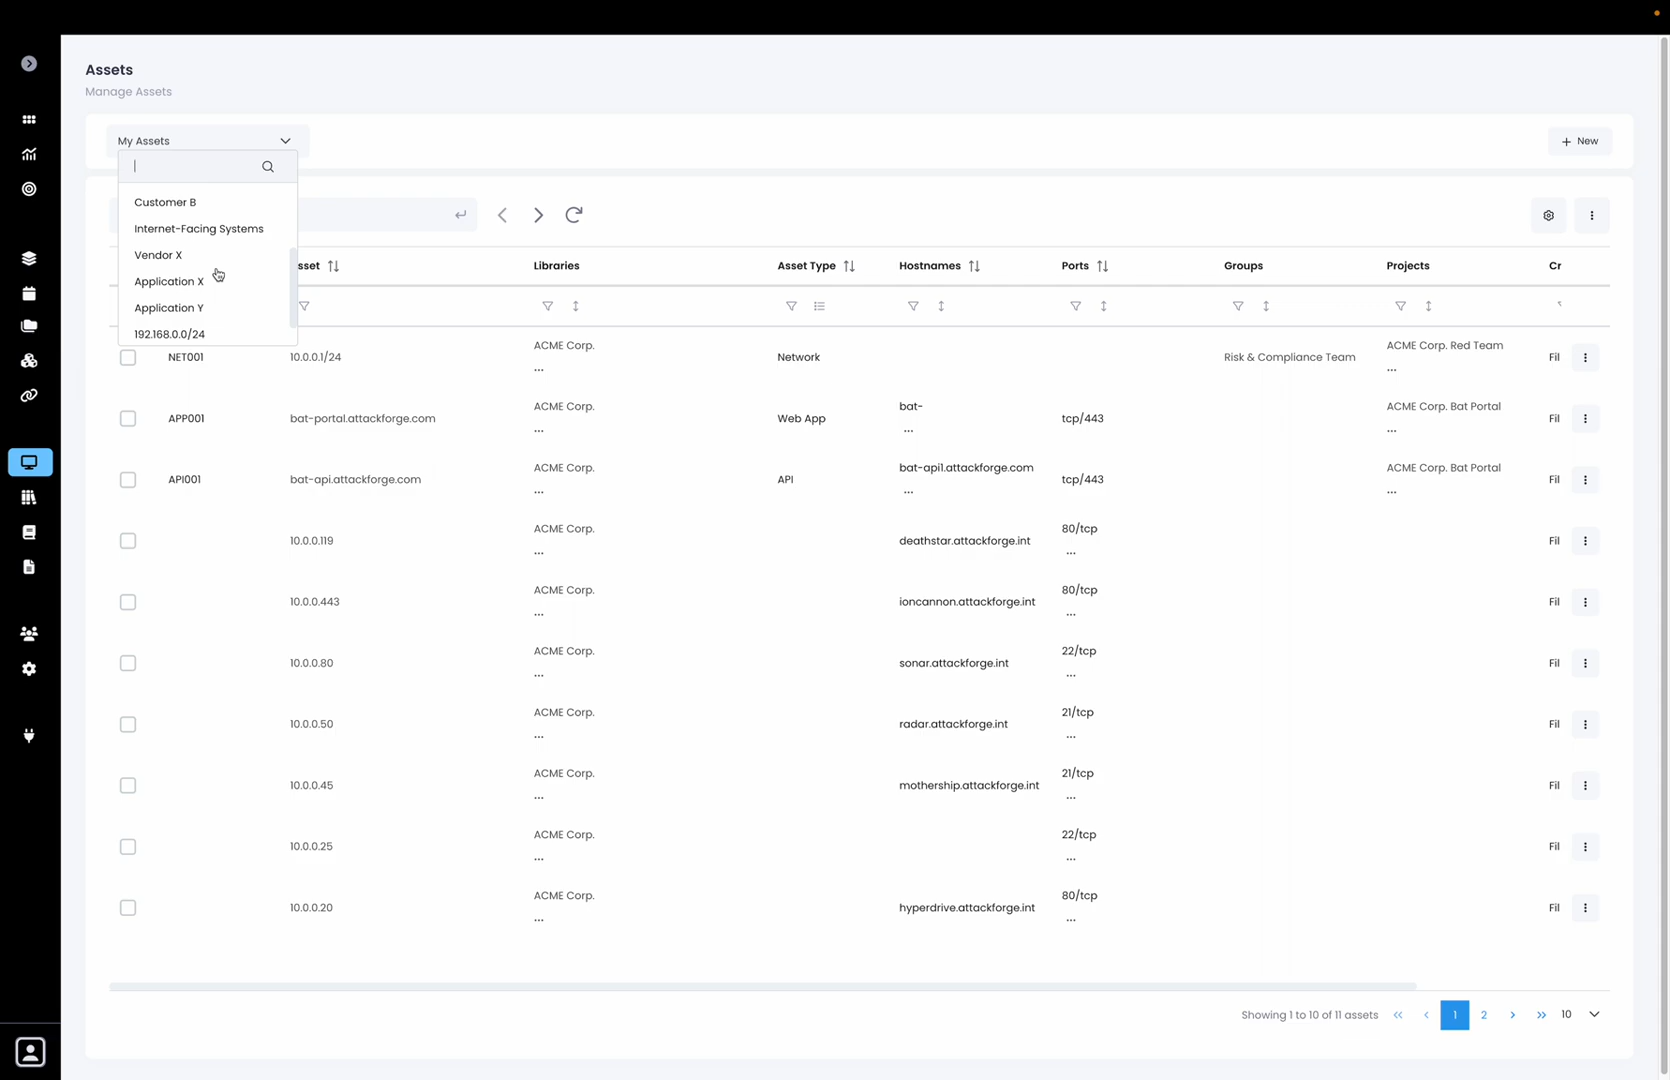 Assets
Manage Assets
My Assets
+ New
Customer B
Internet-Facing Systems
Vendor X
Application X
Application Y
192.168.0.0/24
sset Libraries Asset Type Hostnames Ports Groups Projects Cr
NET001 10.0.0.1/24 ACME Corp. ... Network Risk & Compliance Team ACME Corp. Red Team ... Fil
APP001 bat-portal.attackforge.com ACME Corp. ... Web App bat- ... tcp/443 ACME Corp. Bat Portal ... Fil
API001 bat-api.attackforge.com ACME Corp. ... API bat-api1.attackforge.com ... tcp/443 ACME Corp. Bat Portal ... Fil
10.0.0.119 ACME Corp. ... deathstar.attackforge.int 80/tcp ... Fil
10.0.0.443 ACME Corp. ... ioncannon.attackforge.int 80/tcp ... Fil
10.0.0.80 ACME Corp. ... sonar.attackforge.int 22/tcp ... Fil
10.0.0.50 ACME Corp. ... radar.attackforge.int 21/tcp ... Fil
10.0.0.45 ACME Corp. ... mothership.attackforge.int 21/tcp ... Fil
10.0.0.25 ACME Corp. ... 22/tcp ... Fil
10.0.0.20 ACME Corp. ... hyperdrive.attackforge.int 80/tcp ... Fil
Showing 1 to 10 of 11 assets « ‹ 1 2 › » 10